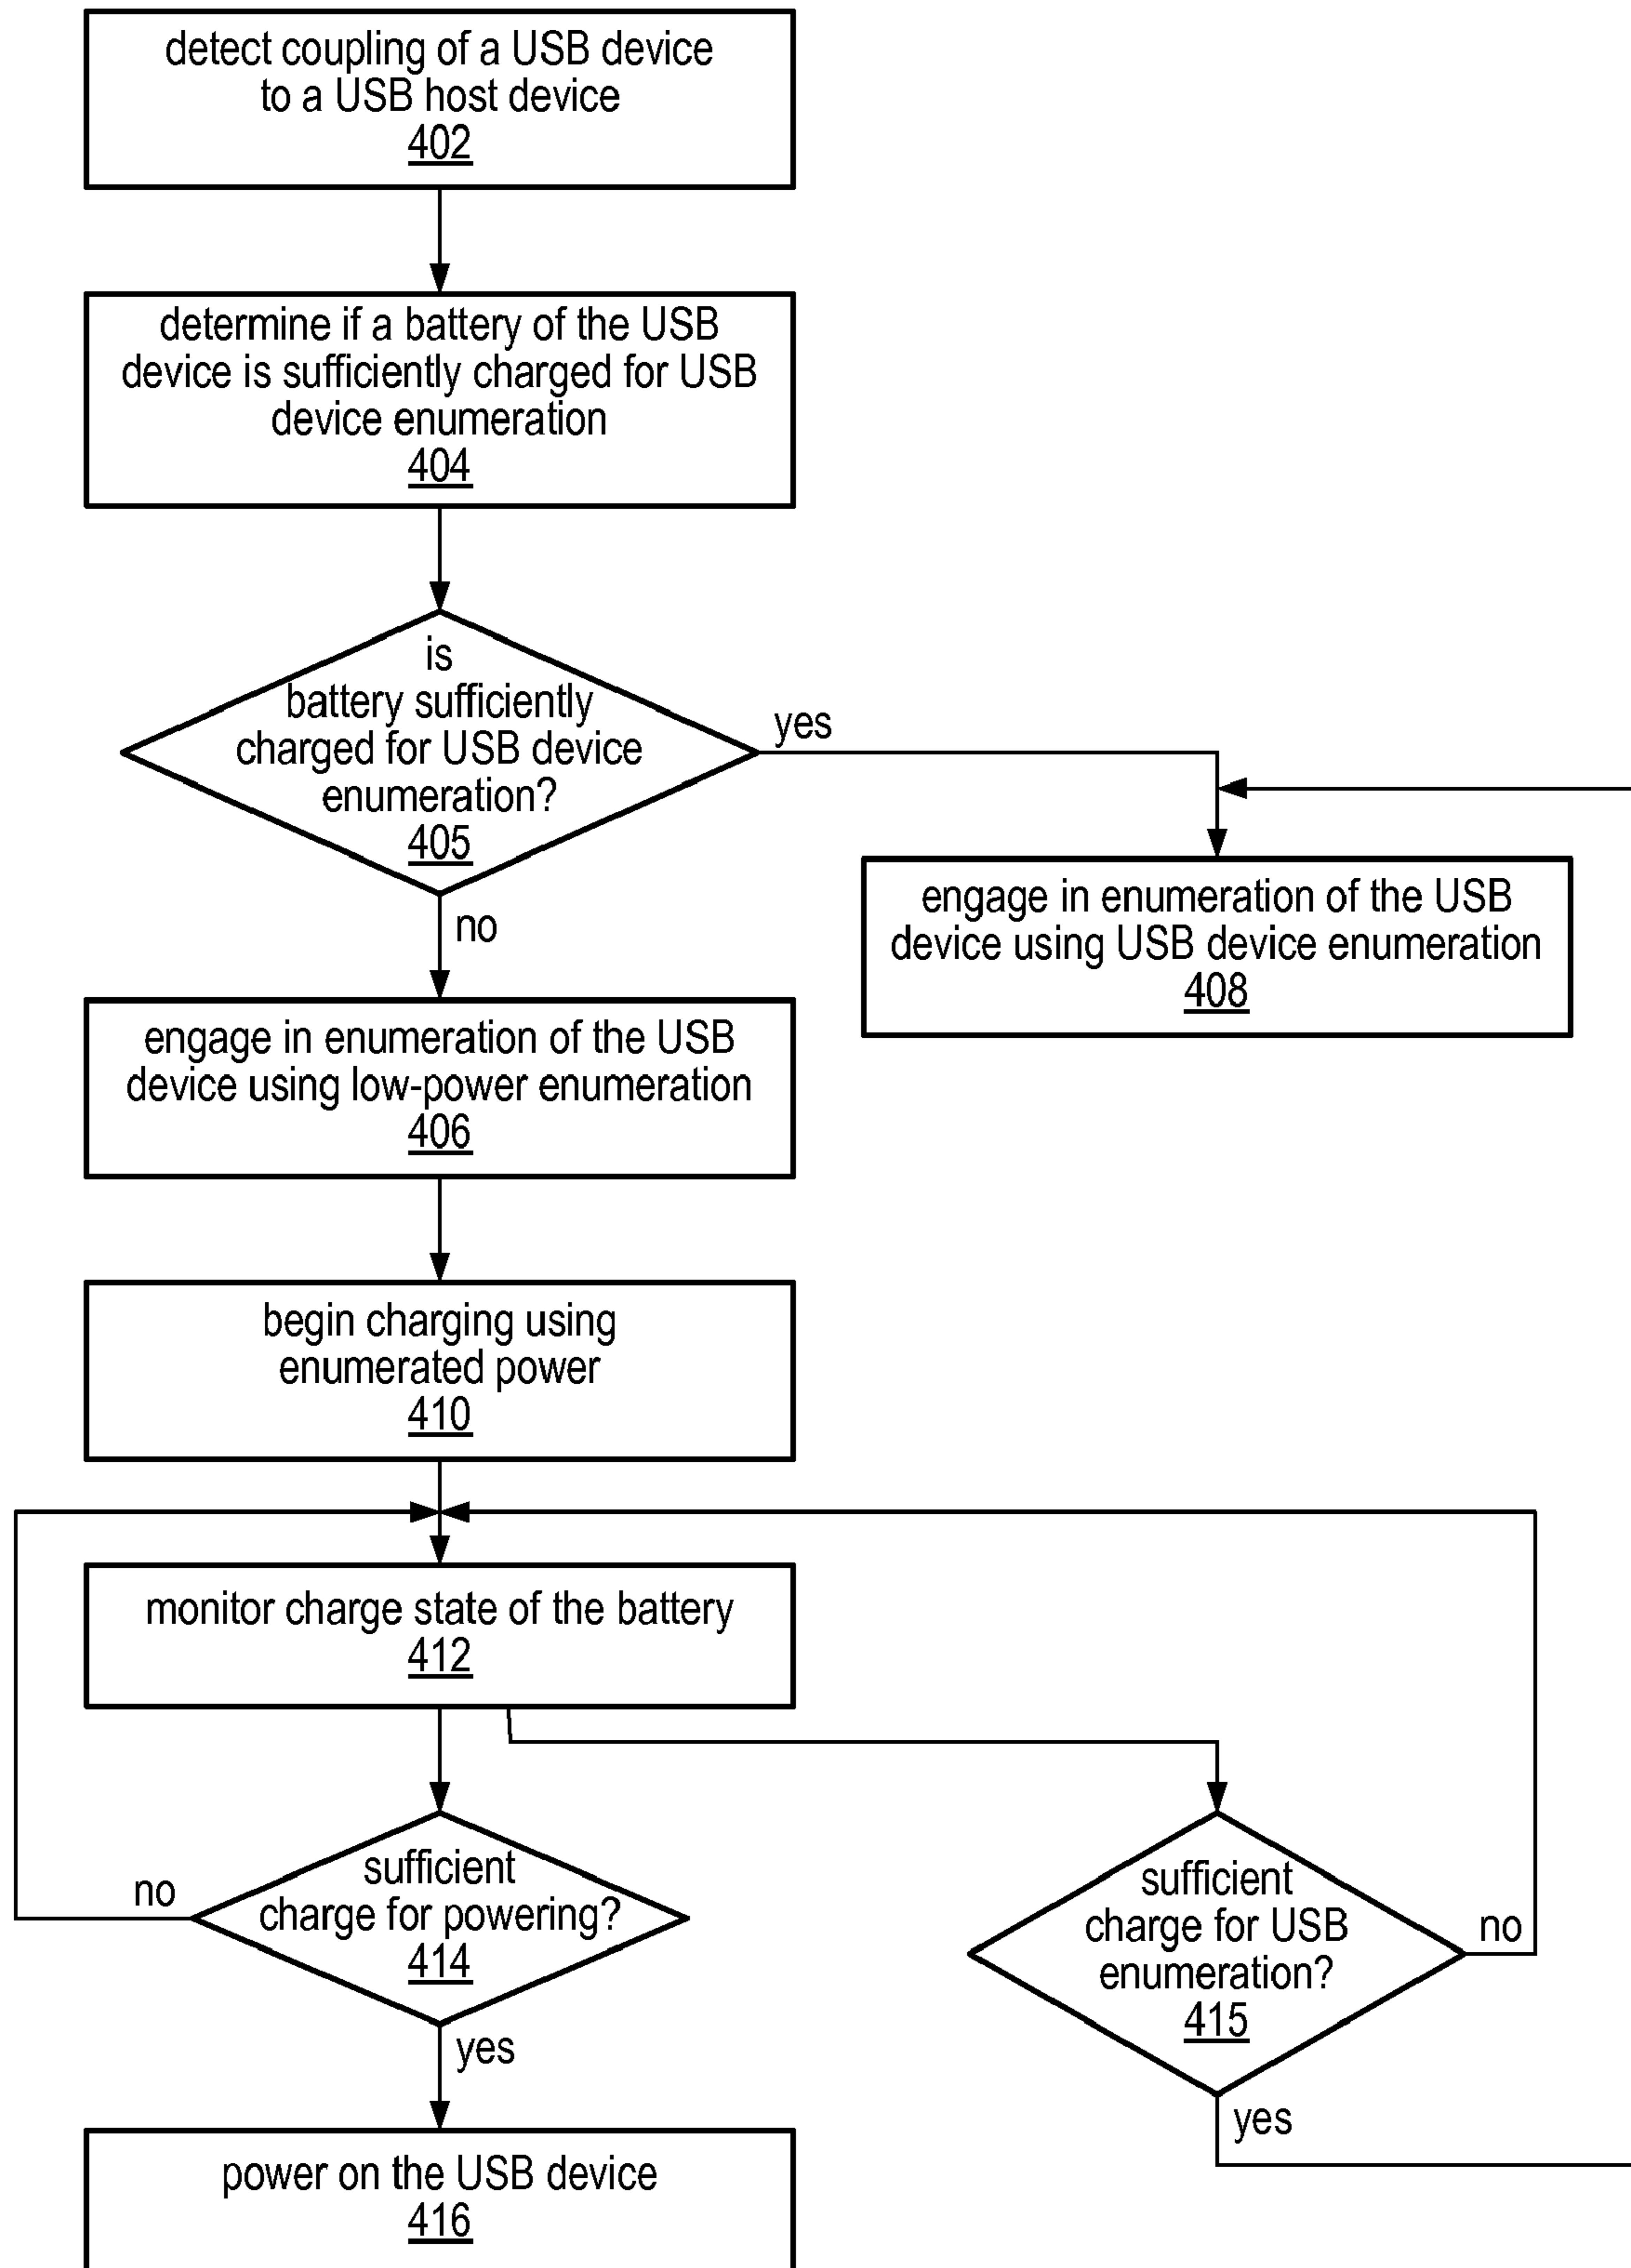 detect coupling of a USB device
to a USB host device
402
determine if a battery of the USB
device is sufficiently charged for USB
device enumeration
404
is
battery sufficiently
charged for USB device
enumeration?
405
yes
no
engage in enumeration of the USB
device using USB device enumeration
408
engage in enumeration of the USB
device using low-power enumeration
406
begin charging using
enumerated power
410
monitor charge state of the battery
412
sufficient
charge for powering?
414
no
yes
sufficient
charge for USB
enumeration?
415
no
yes
power on the USB device
416